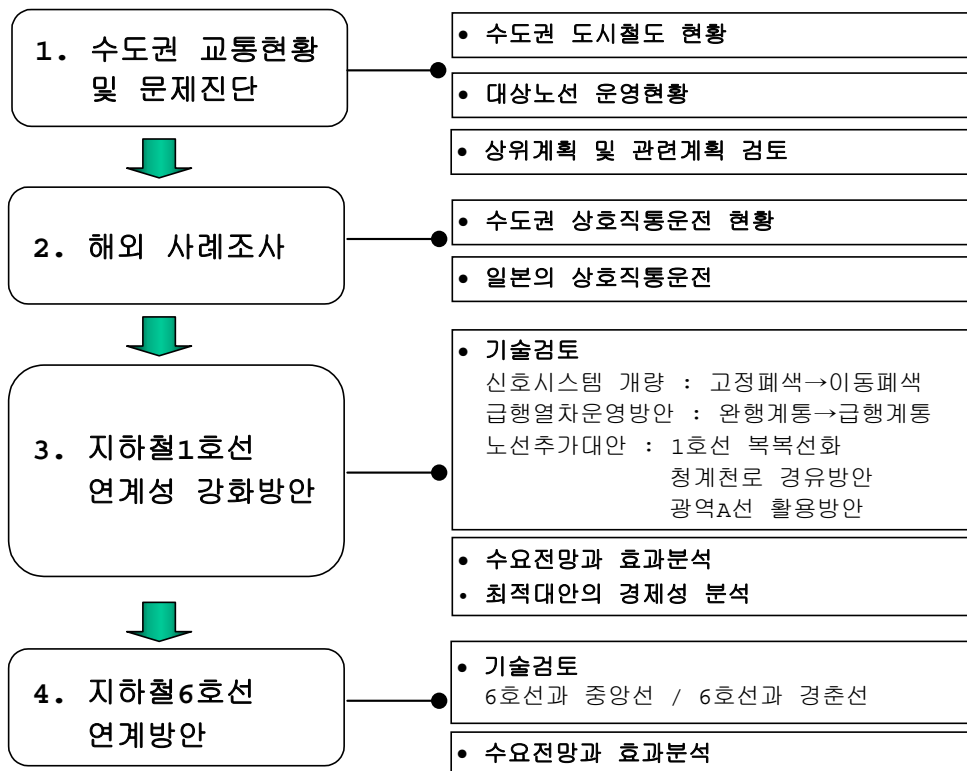 1. 수도권 교통현황
및 문제진단
• 수도권 도시철도 현황
• 대상노선 운영현황
• 상위계획 및 관련계획 검토
2. 해외 사례조사
• 수도권 상호직통운전 현황
• 일본의 상호직통운전
3. 지하철1호선
연계성 강화방안
• 기술검토
신호시스템 개량 : 고정폐색→이동폐색
급행열차운영방안 : 완행계통→급행계통
노선추가대안 : 1호선 복복선화
청계천로 경유방안
광역A선 활용방안
• 수요전망과 효과분석
• 최적대안의 경제성 분석
4. 지하철6호선
연계방안
• 기술검토
6호선과 중앙선 / 6호선과 경춘선
• 수요전망과 효과분석